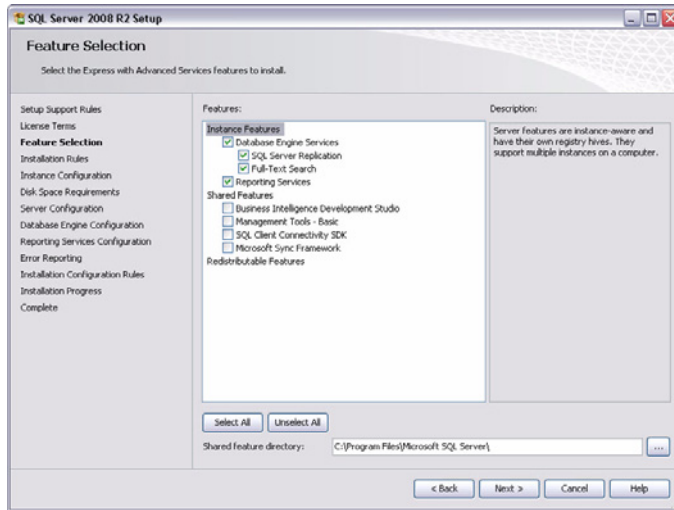 SQL Server 2008 R2 Setup
Feature Selection
Select the Express with Advanced Services features to install.
Setup Support Rules
License Terms
Feature Selection
Installation Rules
Instance Configuration
Disk Space Requirements
Server Configuration
Database Engine Configuration
Reporting Services Configuration
Error Reporting
Installation Configuration Rules
Installation Progress
Complete
Features:
Instance Features
Database Engine Services
SQL Server Replication
Full-Text Search
Reporting Services
Shared Features
Business Intelligence Development Studio
Management Tools - Basic
SQL Client Connectivity SDK
Microsoft Sync Framework
Redistributable Features
Description:
Server features are instance-aware and
have their own registry hives. They
support multiple instances on a computer.
Select All
Unselect All
Shared feature directory:
C:\Program Files\Microsoft SQL Server\
...
< Back
Next >
Cancel
Help